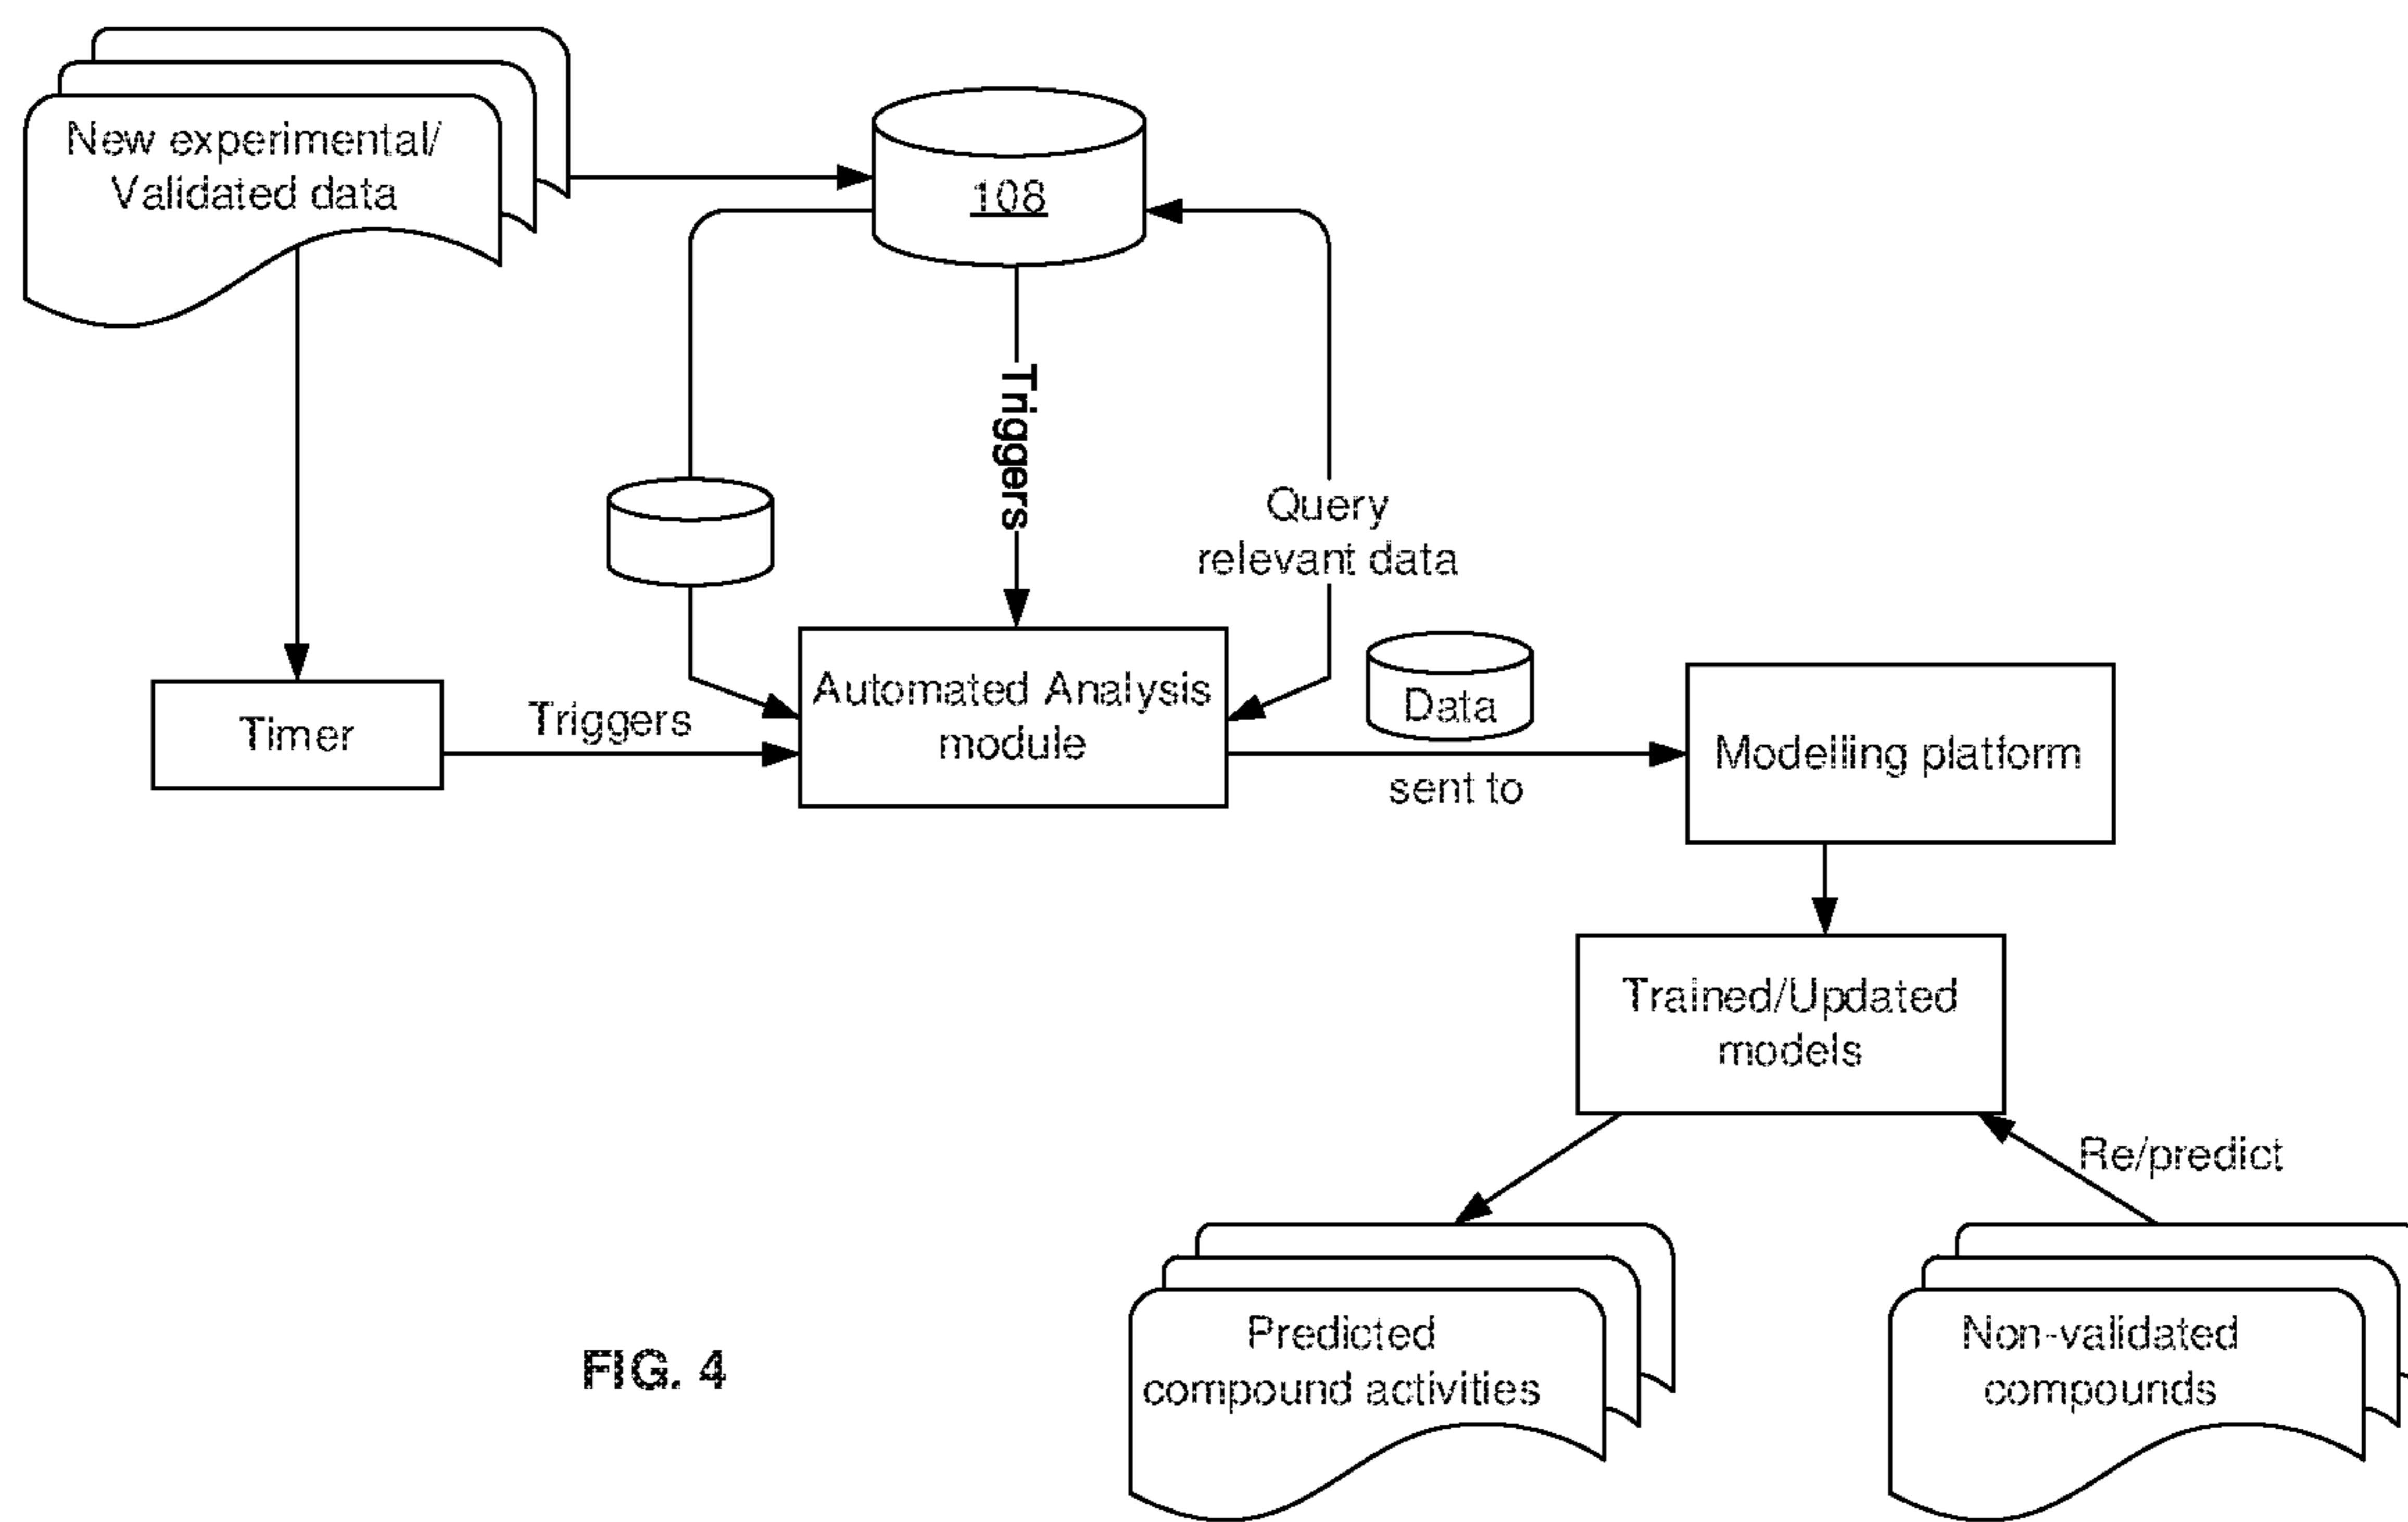 New experimental/
Validated data
108
Triggers
Query
relevant data
Timer
Triggers
Automated Analysis
module
Data
sent to
Modelling platform
Trained/Updated
models
Re/predict
Predicted
compound activities
Non-validated
compounds
FIG. 4